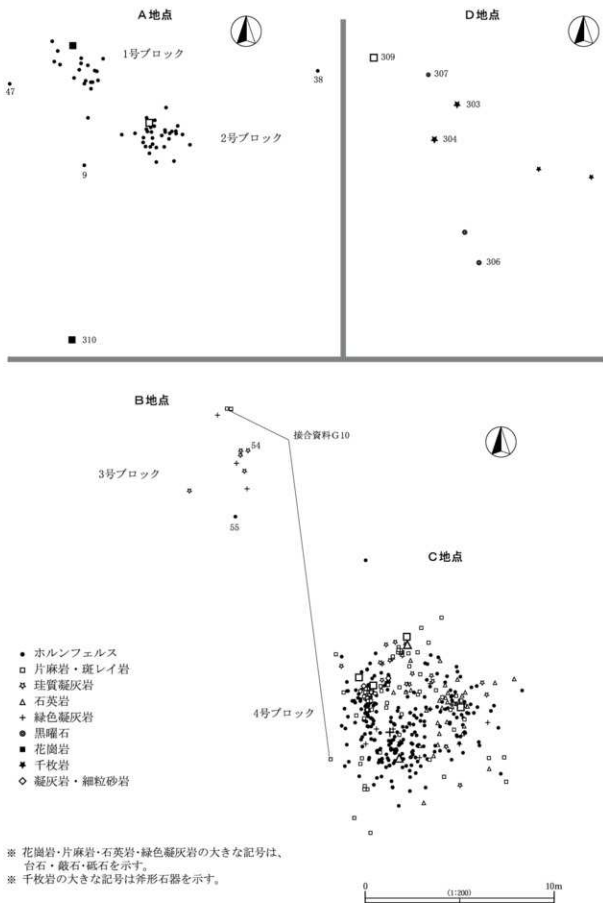 A地点
1号ブロック
47
38
2号ブロック
9
310
D地点
309
307
303
304
306
B地点
接合資料G10
54
3号ブロック
55
C地点
4号ブロック
ホルンフェルス
片麻岩・斑レイ岩
珪質凝灰岩
石英岩
緑色凝灰岩
黒曜石
花崗岩
千枚岩
凝灰岩・細粒砂岩
※ 花崗岩・片麻岩・石英岩・緑色凝灰岩の大きな記号は、
台石・敲石・砥石を示す。
※ 千枚岩の大きな記号は斧形石器を示す。
0
(1:200)
10m